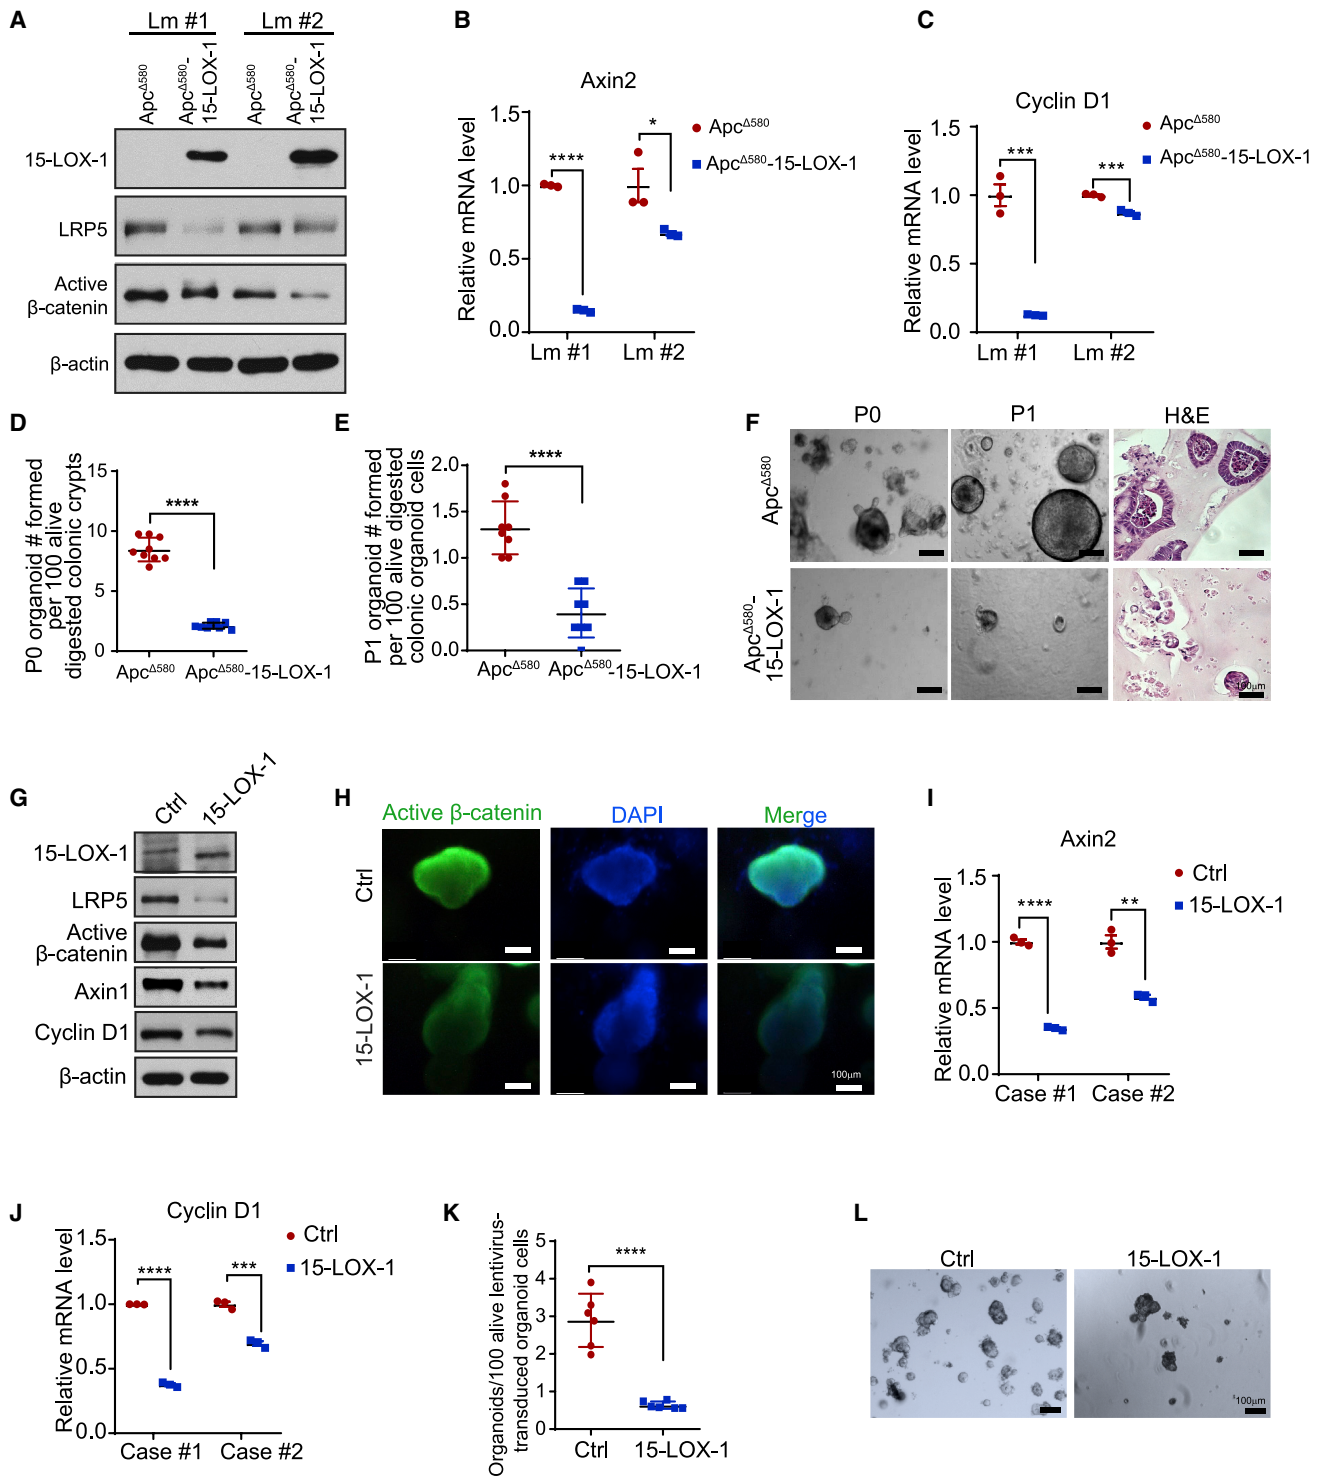 A
Lm #1
Lm #2
ApcΔ580
ApcΔ580-
15-LOX-1
ApcΔ580
ApcΔ580-
15-LOX-1
15-LOX-1
LRP5
Active
β-catenin
β-actin
B
Axin2
Relative mRNA level
1.5
1.0
0.5
0.0
****
*
Lm #1
Lm #2
ApcΔ580
ApcΔ580-15-LOX-1
C
Cyclin D1
Relative mRNA level
1.5
1.0
0.5
0.0
***
***
Lm #1
Lm #2
ApcΔ580
ApcΔ580-15-LOX-1
D
P0 organoid # formed
per 100 alive
digested colonic crypts
15
10
5
0
****
ApcΔ580
ApcΔ580-15-LOX-1
E
P1 organoid # formed
per 100 alive digested
colonic organoid cells
2.0
1.5
1.0
0.5
0.0
****
ApcΔ580
ApcΔ580-15-LOX-1
F
P0
P1
H&E
ApcΔ580
ApcΔ580-
15-LOX-1
100μm
G
Ctrl
15-LOX-1
15-LOX-1
LRP5
Active
β-catenin
Axin1
Cyclin D1
β-actin
H
Active β-catenin
DAPI
Merge
Ctrl
15-LOX-1
100μm
I
Axin2
Relative mRNA level
1.5
1.0
0.5
0.0
****
**
Case #1
Case #2
Ctrl
15-LOX-1
J
Cyclin D1
Relative mRNA level
1.5
1.0
0.5
0.0
****
***
Case #1
Case #2
Ctrl
15-LOX-1
K
Organoids/100 alive lentivirus-
transduced organoid cells
5
4
3
2
1
0
****
Ctrl
15-LOX-1
L
Ctrl
15-LOX-1
100μm